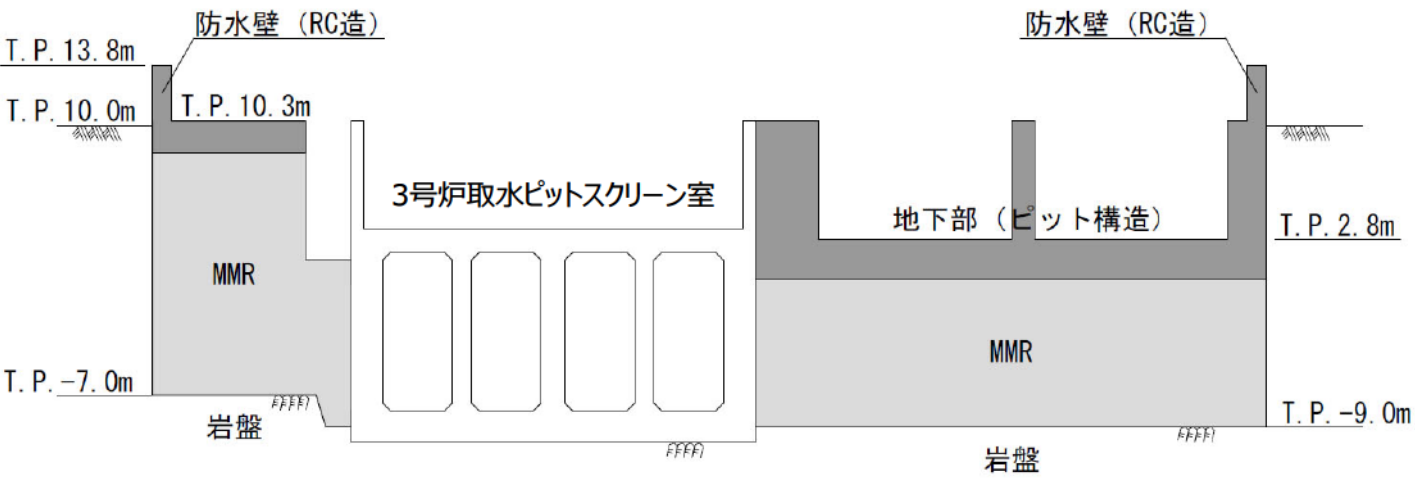 防水壁（RC造）
防水壁（RC造）
T.P.13.8m
T.P.10.0m
T.P.10.3m
3号炉取水ピットスクリーン室
地下部（ピット構造）
T.P.2.8m
MMR
MMR
T.P.-7.0m
岩盤
T.P.-9.0m
岩盤